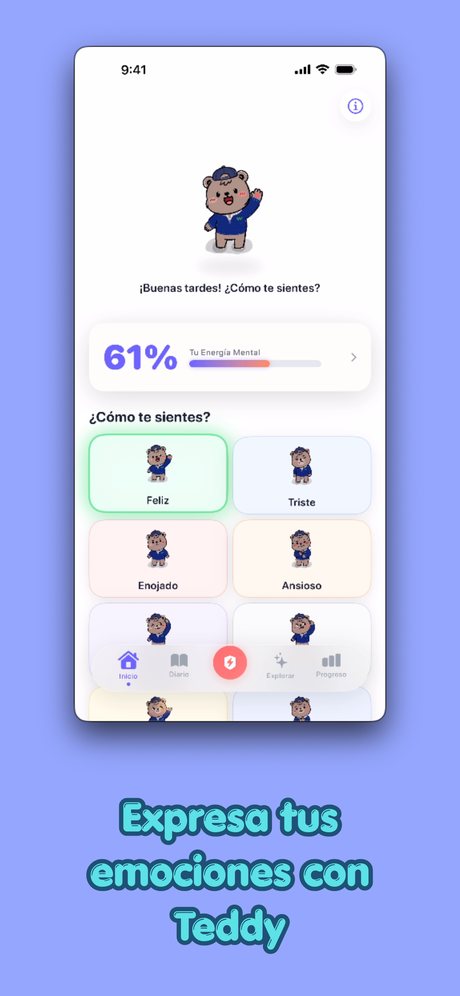 9:41
¡Buenas tardes! ¿Cómo te sientes?
61%
Tu Energía Mental
¿Cómo te sientes?
Feliz
Triste
Enojado
Ansioso
Inicio
Diario
Explorar
Progreso
Expresa tus
emociones con
Teddy